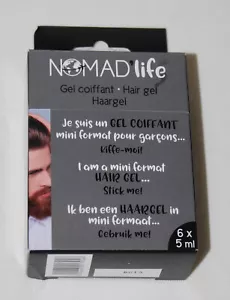 NOMAD'life
Gel coiffant • Hair gel
Haargel
Je suis un GEL COIFFANT
mini format pour garçons...
Kiffe-moi!
I am a mini format
HAIR GEL...
Stick me!
Ik ben een HAARGEL in
mini formaat...
Gebruik me!
6 x
5 ml